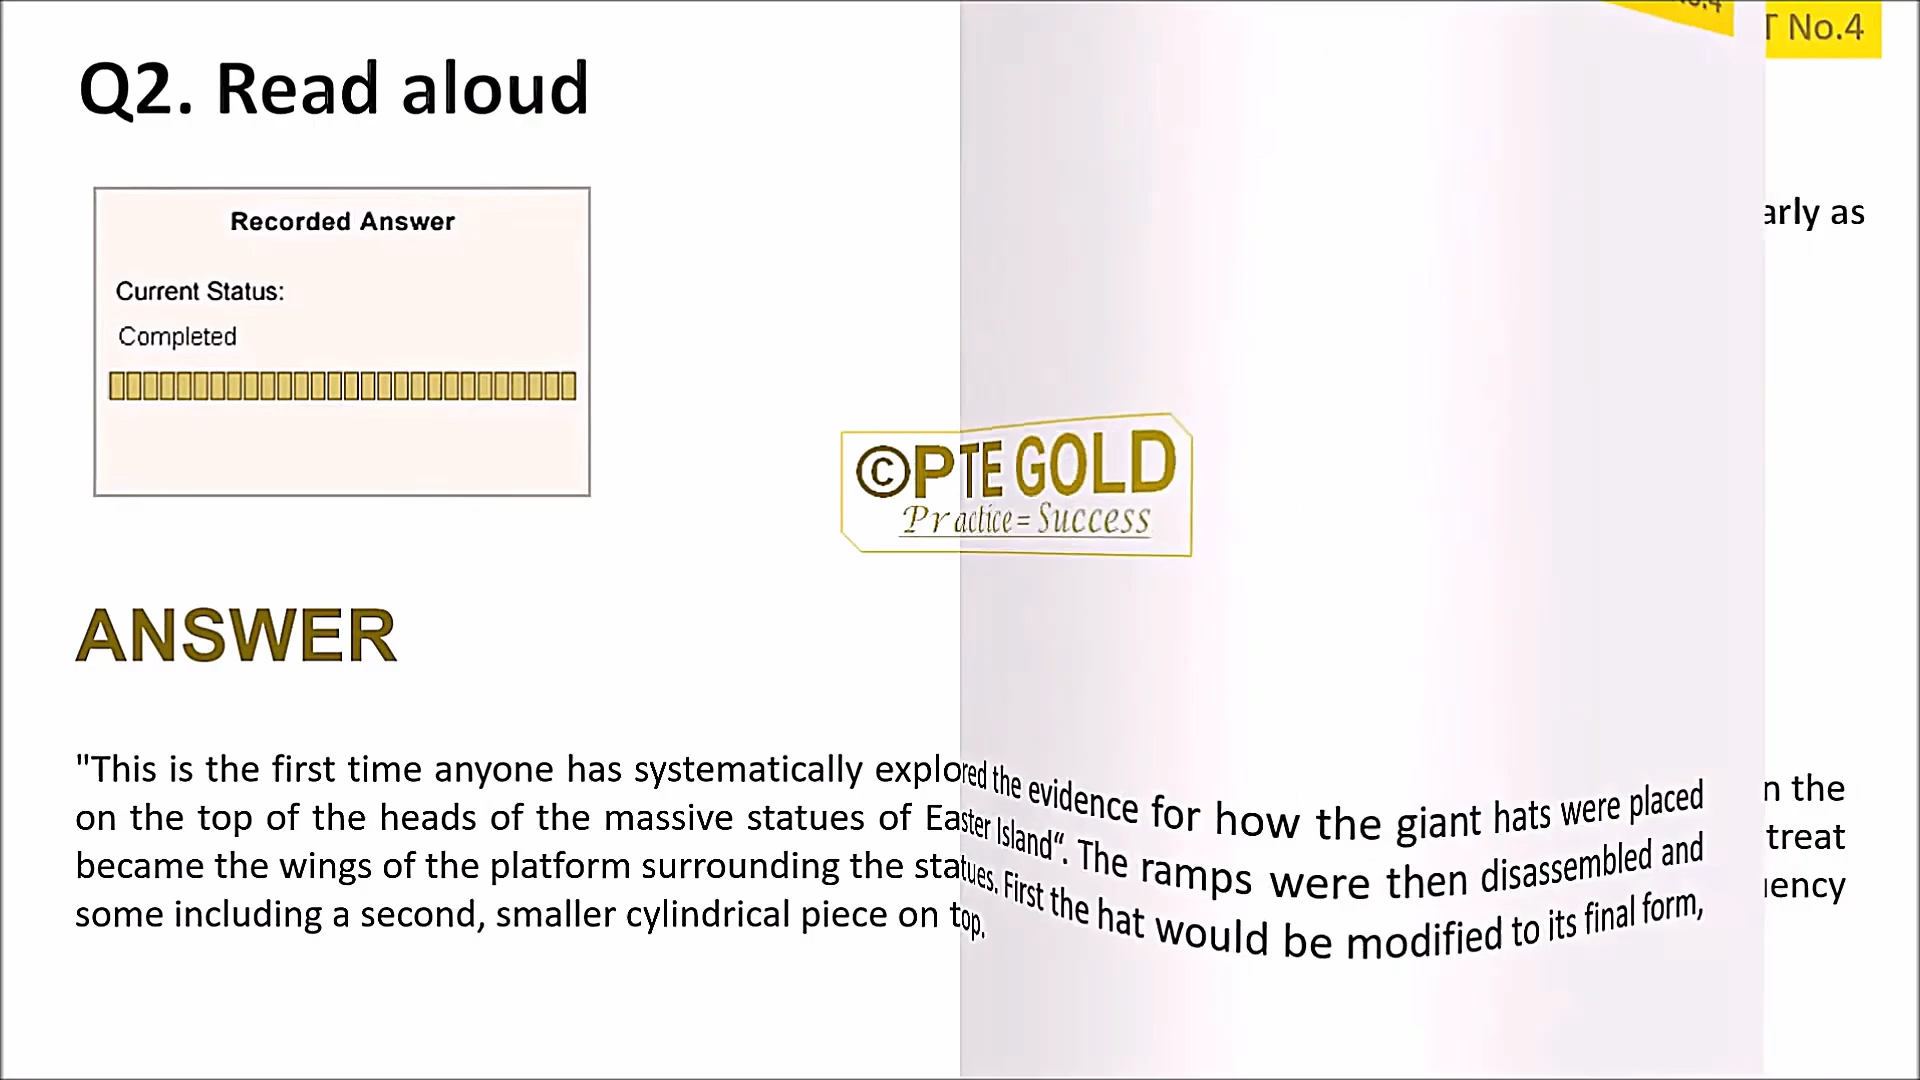 No.4
T No.4
Q2. Read aloud
arly as
Recorded Answer
Current Status:
Completed
©PTE GOLD
Practice = Success
ANSWER
"This is the first time anyone has systematically explored the evidence for how the giant hats were placed
on the top of the heads of the massive statues of Easter Island“. The ramps were then disassembled and
became the wings of the platform surrounding the statues. First the hat would be modified to its final form,
some including a second, smaller cylindrical piece on top.
n the
treat
uency